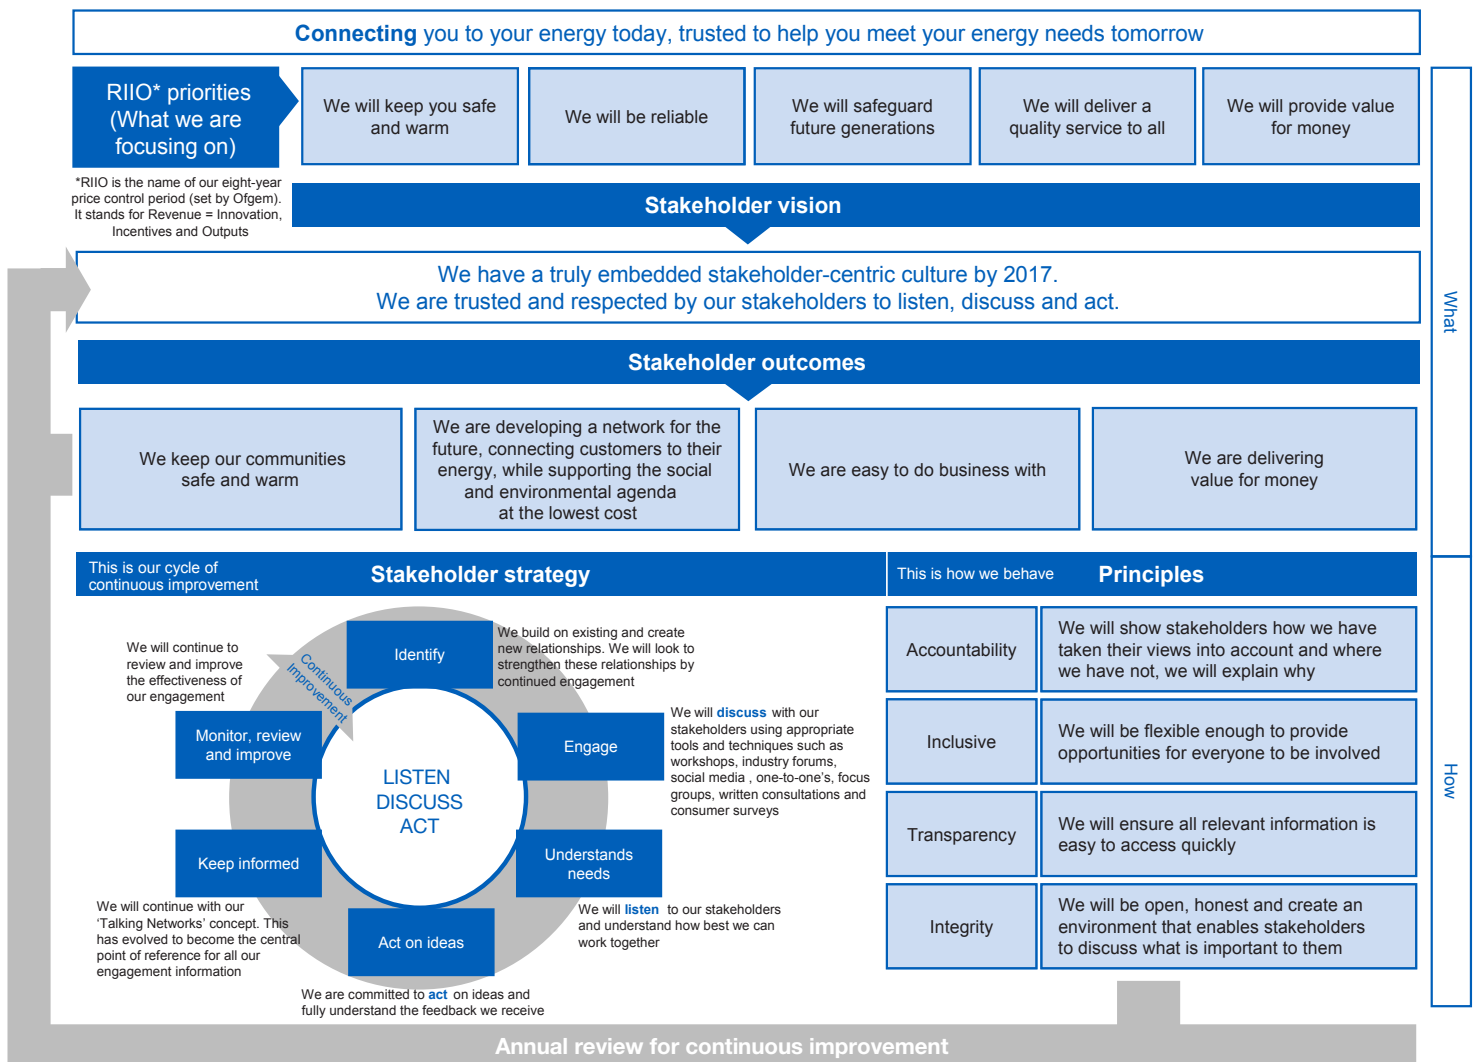 Connecting you to your energy today, trusted to help you meet your energy needs tomorrow
RIIO* priorities
(What we are
focusing on)
We will keep you safe
and warm
We will be reliable
We will safeguard
future generations
We will deliver a
quality service to all
We will provide value
for money
*RIIO is the name of our eight-year
price control period (set by Ofgem).
It stands for Revenue = Innovation,
Incentives and Outputs
Stakeholder vision
We have a truly embedded stakeholder-centric culture by 2017.
We are trusted and respected by our stakeholders to listen, discuss and act.
What
Stakeholder outcomes
We keep our communities
safe and warm
We are developing a network for the
future, connecting customers to their
energy, while supporting the social
and environmental agenda
at the lowest cost
We are easy to do business with
We are delivering
value for money
This is our cycle of
continuous improvement
Stakeholder strategy
This is how we behave
Principles
We will continue to
review and improve
the effectiveness of
our engagement
Continuous
Improvement
Identify
We build on existing and create
new relationships. We will look to
strengthen these relationships by
continued engagement
Monitor, review
and improve
Engage
We will discuss with our
stakeholders using appropriate
tools and techniques such as
workshops, industry forums,
social media , one-to-one's, focus
groups, written consultations and
consumer surveys
LISTEN
DISCUSS
ACT
Keep informed
Understands
needs
We will continue with our
'Talking Networks' concept. This
has evolved to become the central
point of reference for all our
engagement information
Act on ideas
We will listen to our stakeholders
and understand how best we can
work together
We are committed to act on ideas and
fully understand the feedback we receive
Accountability
We will show stakeholders how we have
taken their views into account and where
we have not, we will explain why
Inclusive
We will be flexible enough to provide
opportunities for everyone to be involved
Transparency
We will ensure all relevant information is
easy to access quickly
Integrity
We will be open, honest and create an
environment that enables stakeholders
to discuss what is important to them
How
Annual review for continuous improvement